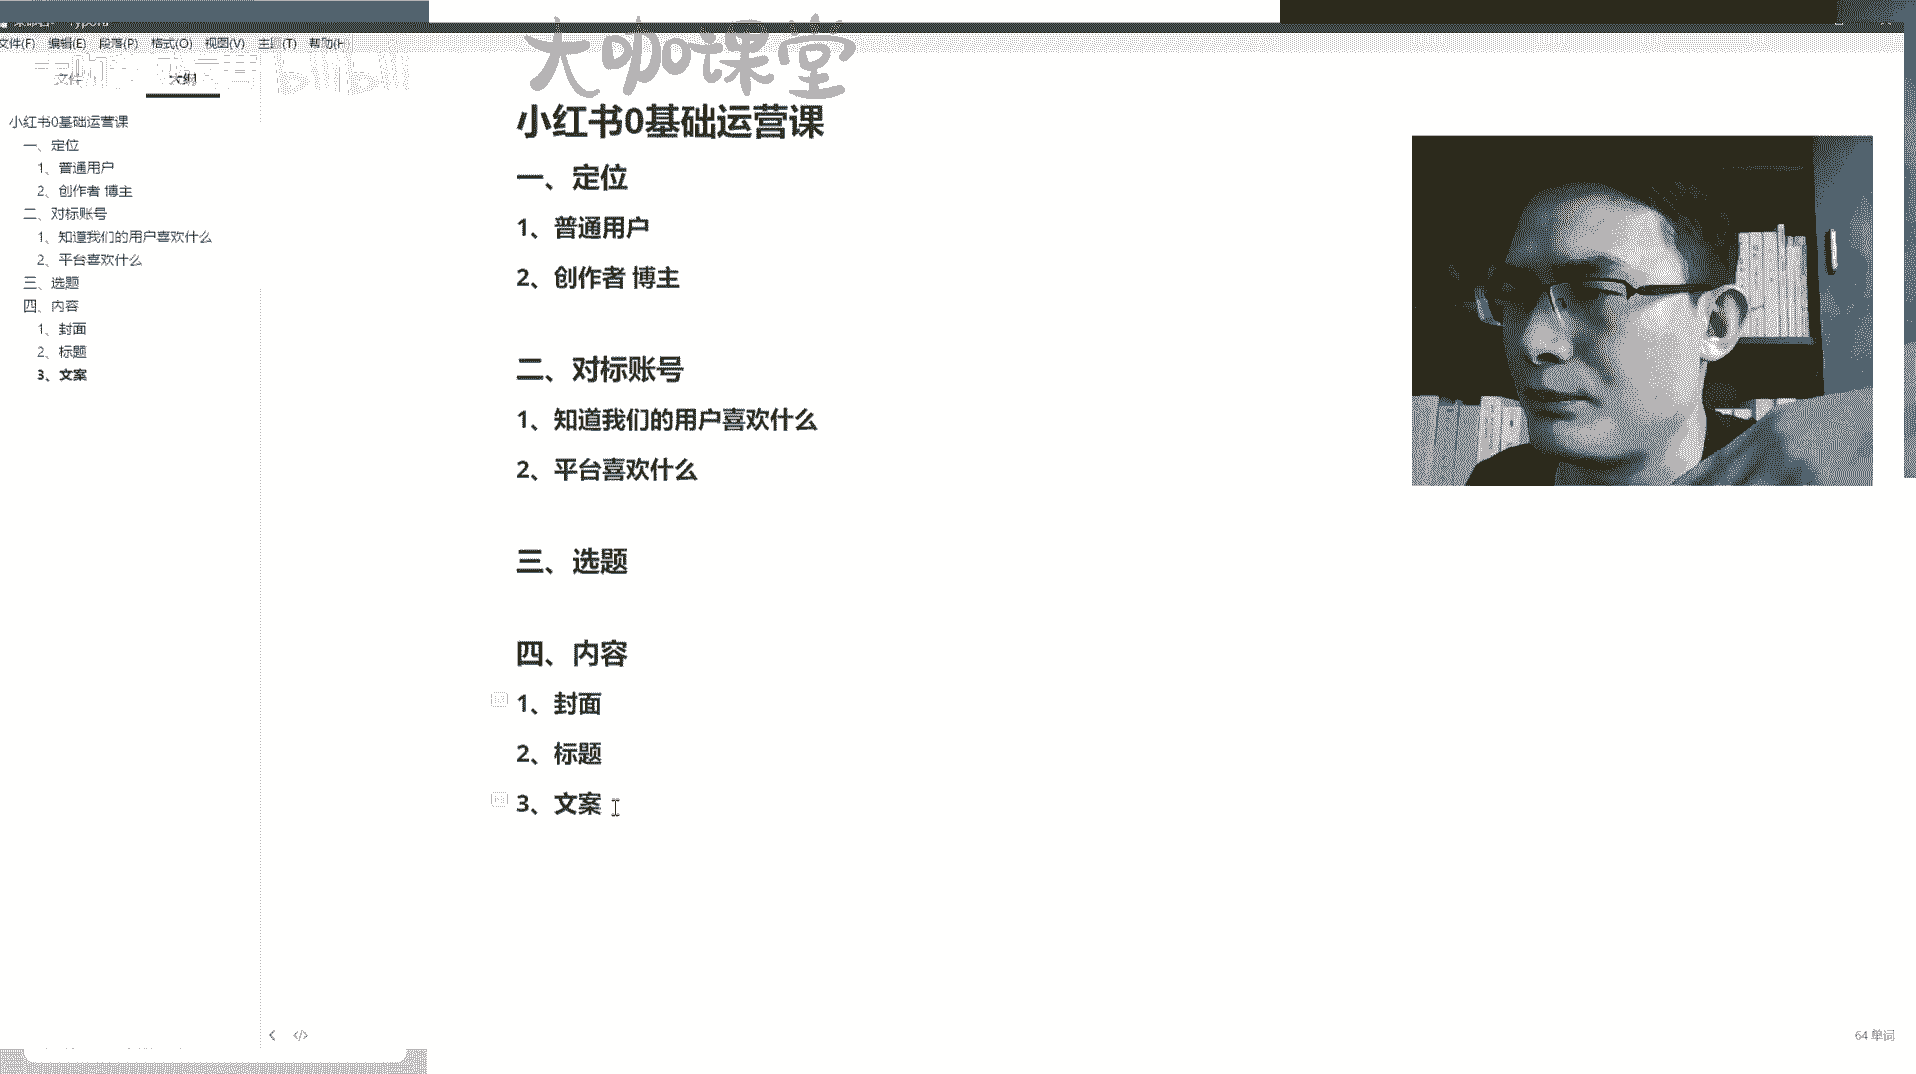 文件(F) 编辑(E) 段落(P) 格式(O) 视图(V) 主题(T) 帮助(H
大咖课堂
bilibili
文件 大纲
小红书0基础运营课
一、定位
1、普通用户
2、创作者 博主
二、对标账号
1、知道我们的用户喜欢什么
2、平台喜欢什么
三、选题
四、内容
1、封面
2、标题
3、文案
小红书0基础运营课
一、定位
1、普通用户
2、创作者 博主
二、对标账号
1、知道我们的用户喜欢什么
2、平台喜欢什么
三、选题
四、内容
1、封面
2、标题
3、文案
64 单词